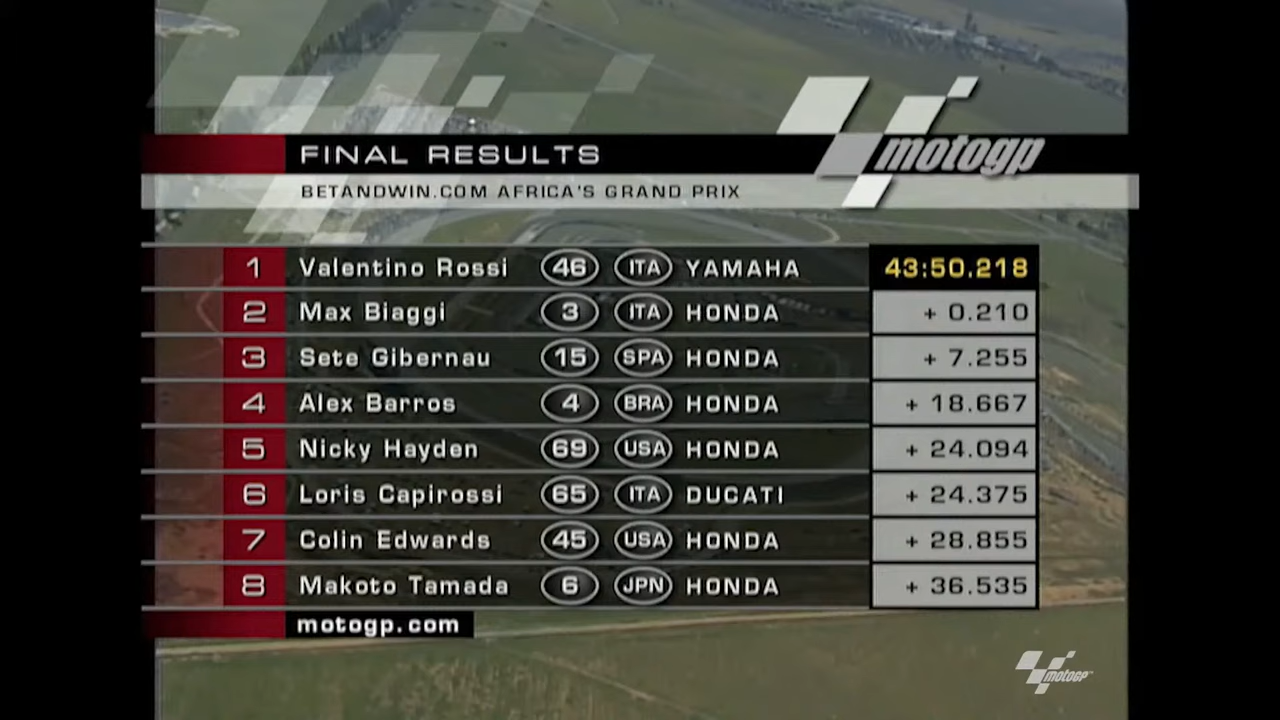 FINAL RESULTS
motogp
BETANDWIN.COM AFRICA'S GRAND PRIX
1 Valentino Rossi 46 ITA YAMAHA 43:50.218
2 Max Biaggi 3 ITA HONDA + 0.210
3 Sete Gibernau 15 SPA HONDA + 7.255
4 Alex Barros 4 BRA HONDA + 18.667
5 Nicky Hayden 69 USA HONDA + 24.094
6 Loris Capirossi 65 ITA DUCATI + 24.375
7 Colin Edwards 45 USA HONDA + 28.855
8 Makoto Tamada 6 JPN HONDA + 36.535
motogp.com
motogp